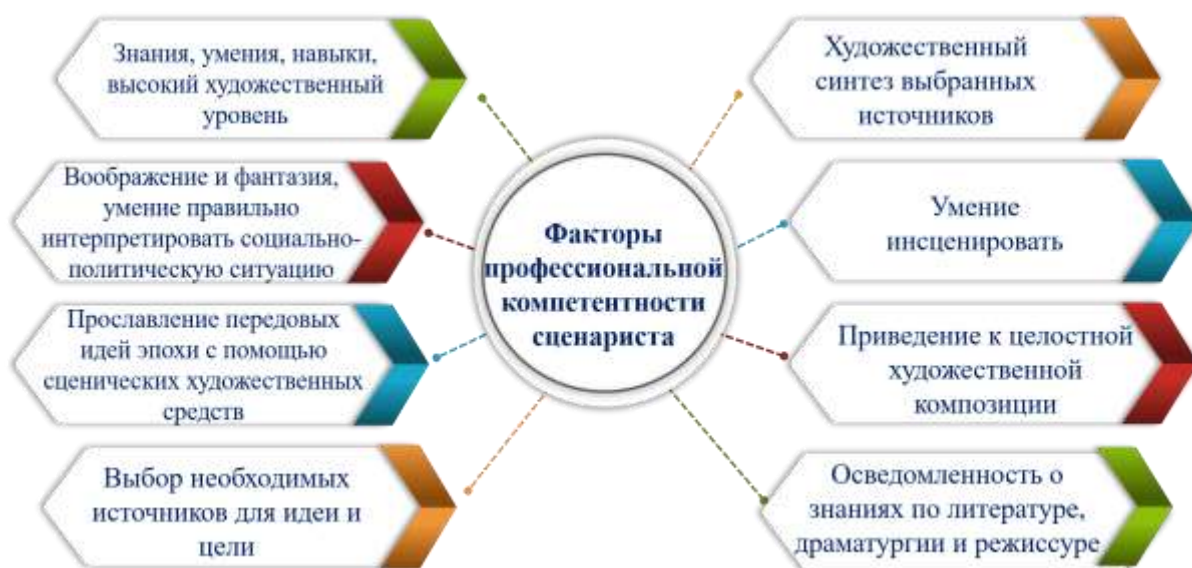 Знания, умения, навыки,
высокий художественный
уровень
Воображение и фантазия,
умение правильно
интерпретировать социально-
политическую ситуацию
Прославление передовых
идей эпохи с помощью
сценических художественных
средств
Выбор необходимых
источников для идеи и
цели
Факторы
профессиональной
компетентности
сценариста
Художественный
синтез выбранных
источников
Умение
инсценировать
Приведение к целостной
художественной
композиции
Осведомленность о
знаниях по литературе,
драматургии и режиссуре